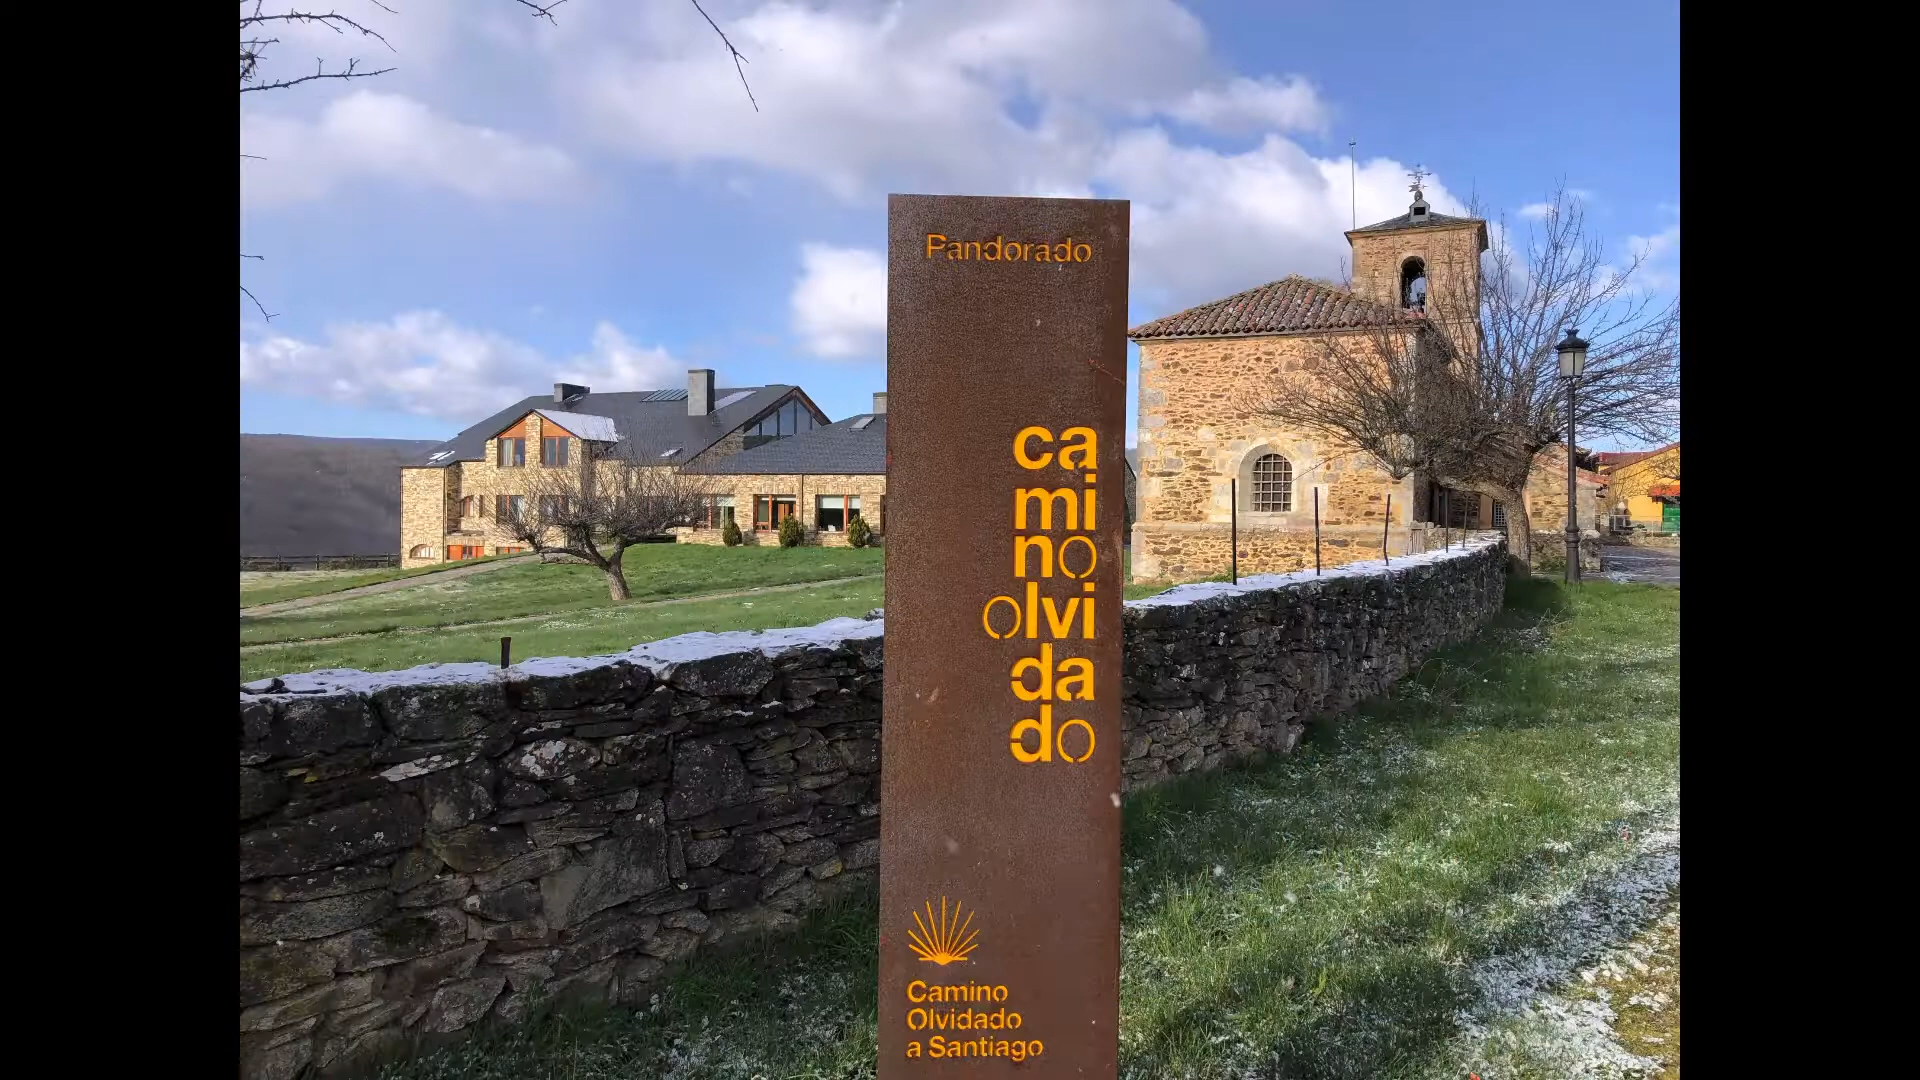 Pandorado
ca
mi
no
olvi
da
do
Camino
Olvidado
a Santiago